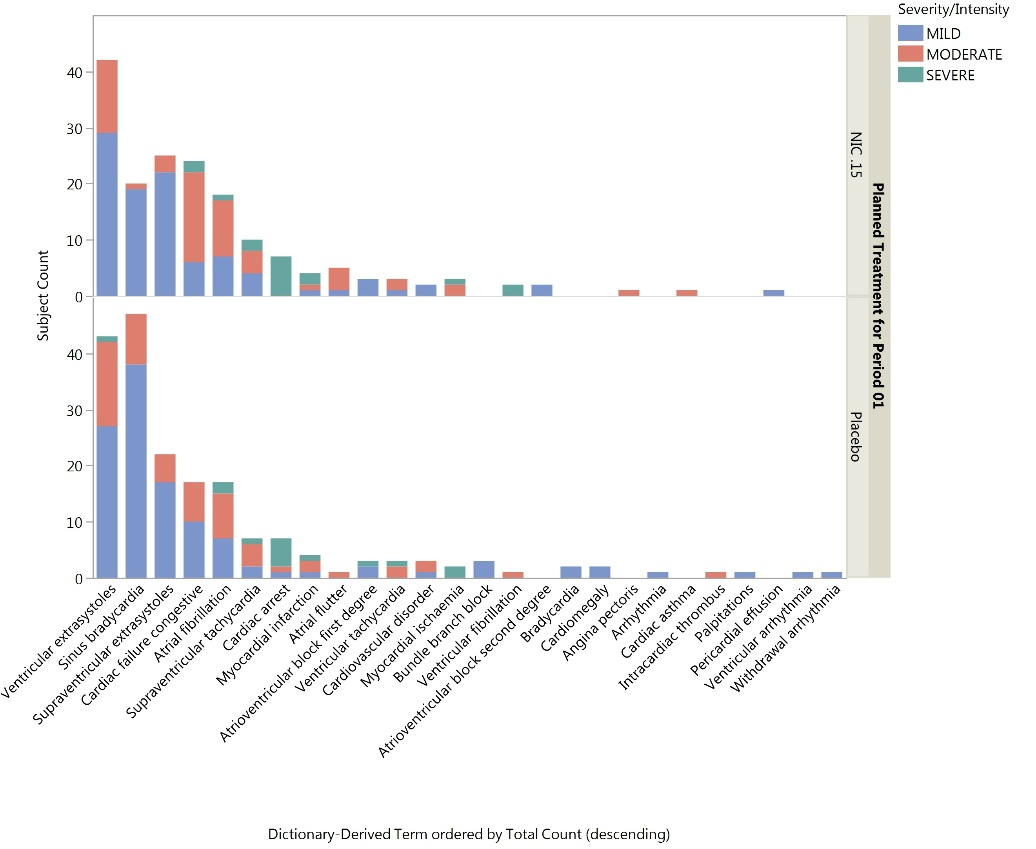 Severity/Intensity
MILD
MODERATE
SEVERE
Subject Count
40
30
20
10
0
40
30
20
10
0
NIC .15
Placebo
Planned Treatment for Period 01
Ventricular extrasystoles
Sinus bradycardia
Supraventricular extrasystoles
Cardiac failure congestive
Atrial fibrillation
Supraventricular tachycardia
Cardiac arrest
Myocardial infarction
Atrial flutter
Atrioventricular block first degree
Ventricular tachycardia
Cardiovascular disorder
Myocardial ischaemia
Bundle branch block
Ventricular fibrillation
Atrioventricular block second degree
Bradycardia
Cardiomegaly
Angina pectoris
Arrhythmia
Cardiac asthma
Intracardiac thrombus
Palpitations
Pericardial effusion
Ventricular arrhythmia
Withdrawal arrhythmia
Dictionary-Derived Term ordered by Total Count (descending)